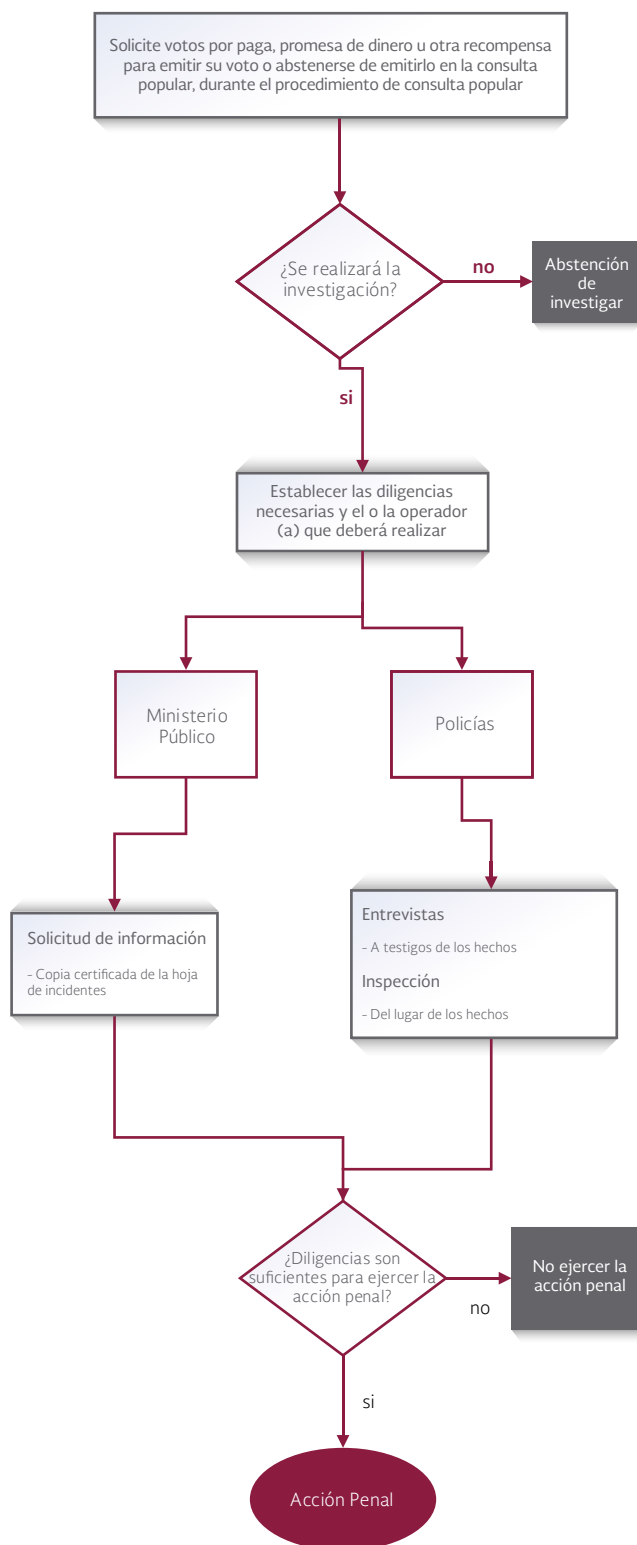 Solicite votos por paga, promesa de dinero u otra recompensa
para emitir su voto o abstenerse de emitirlo en la consulta
popular, durante el procedimiento de consulta popular
¿Se realizará la
investigación?
no
Abstención
de
investigar
si
Establecer las diligencias
necesarias y el o la operador
(a) que deberá realizar
Ministerio
Público
Policías
Solicitud de información
- Copia certificada de la hoja
de incidentes
Entrevistas
- A testigos de los hechos
Inspección
- Del lugar de los hechos
¿Diligencias son
suficientes para ejercer la
acción penal?
no
No ejercer la
acción penal
si
Acción Penal